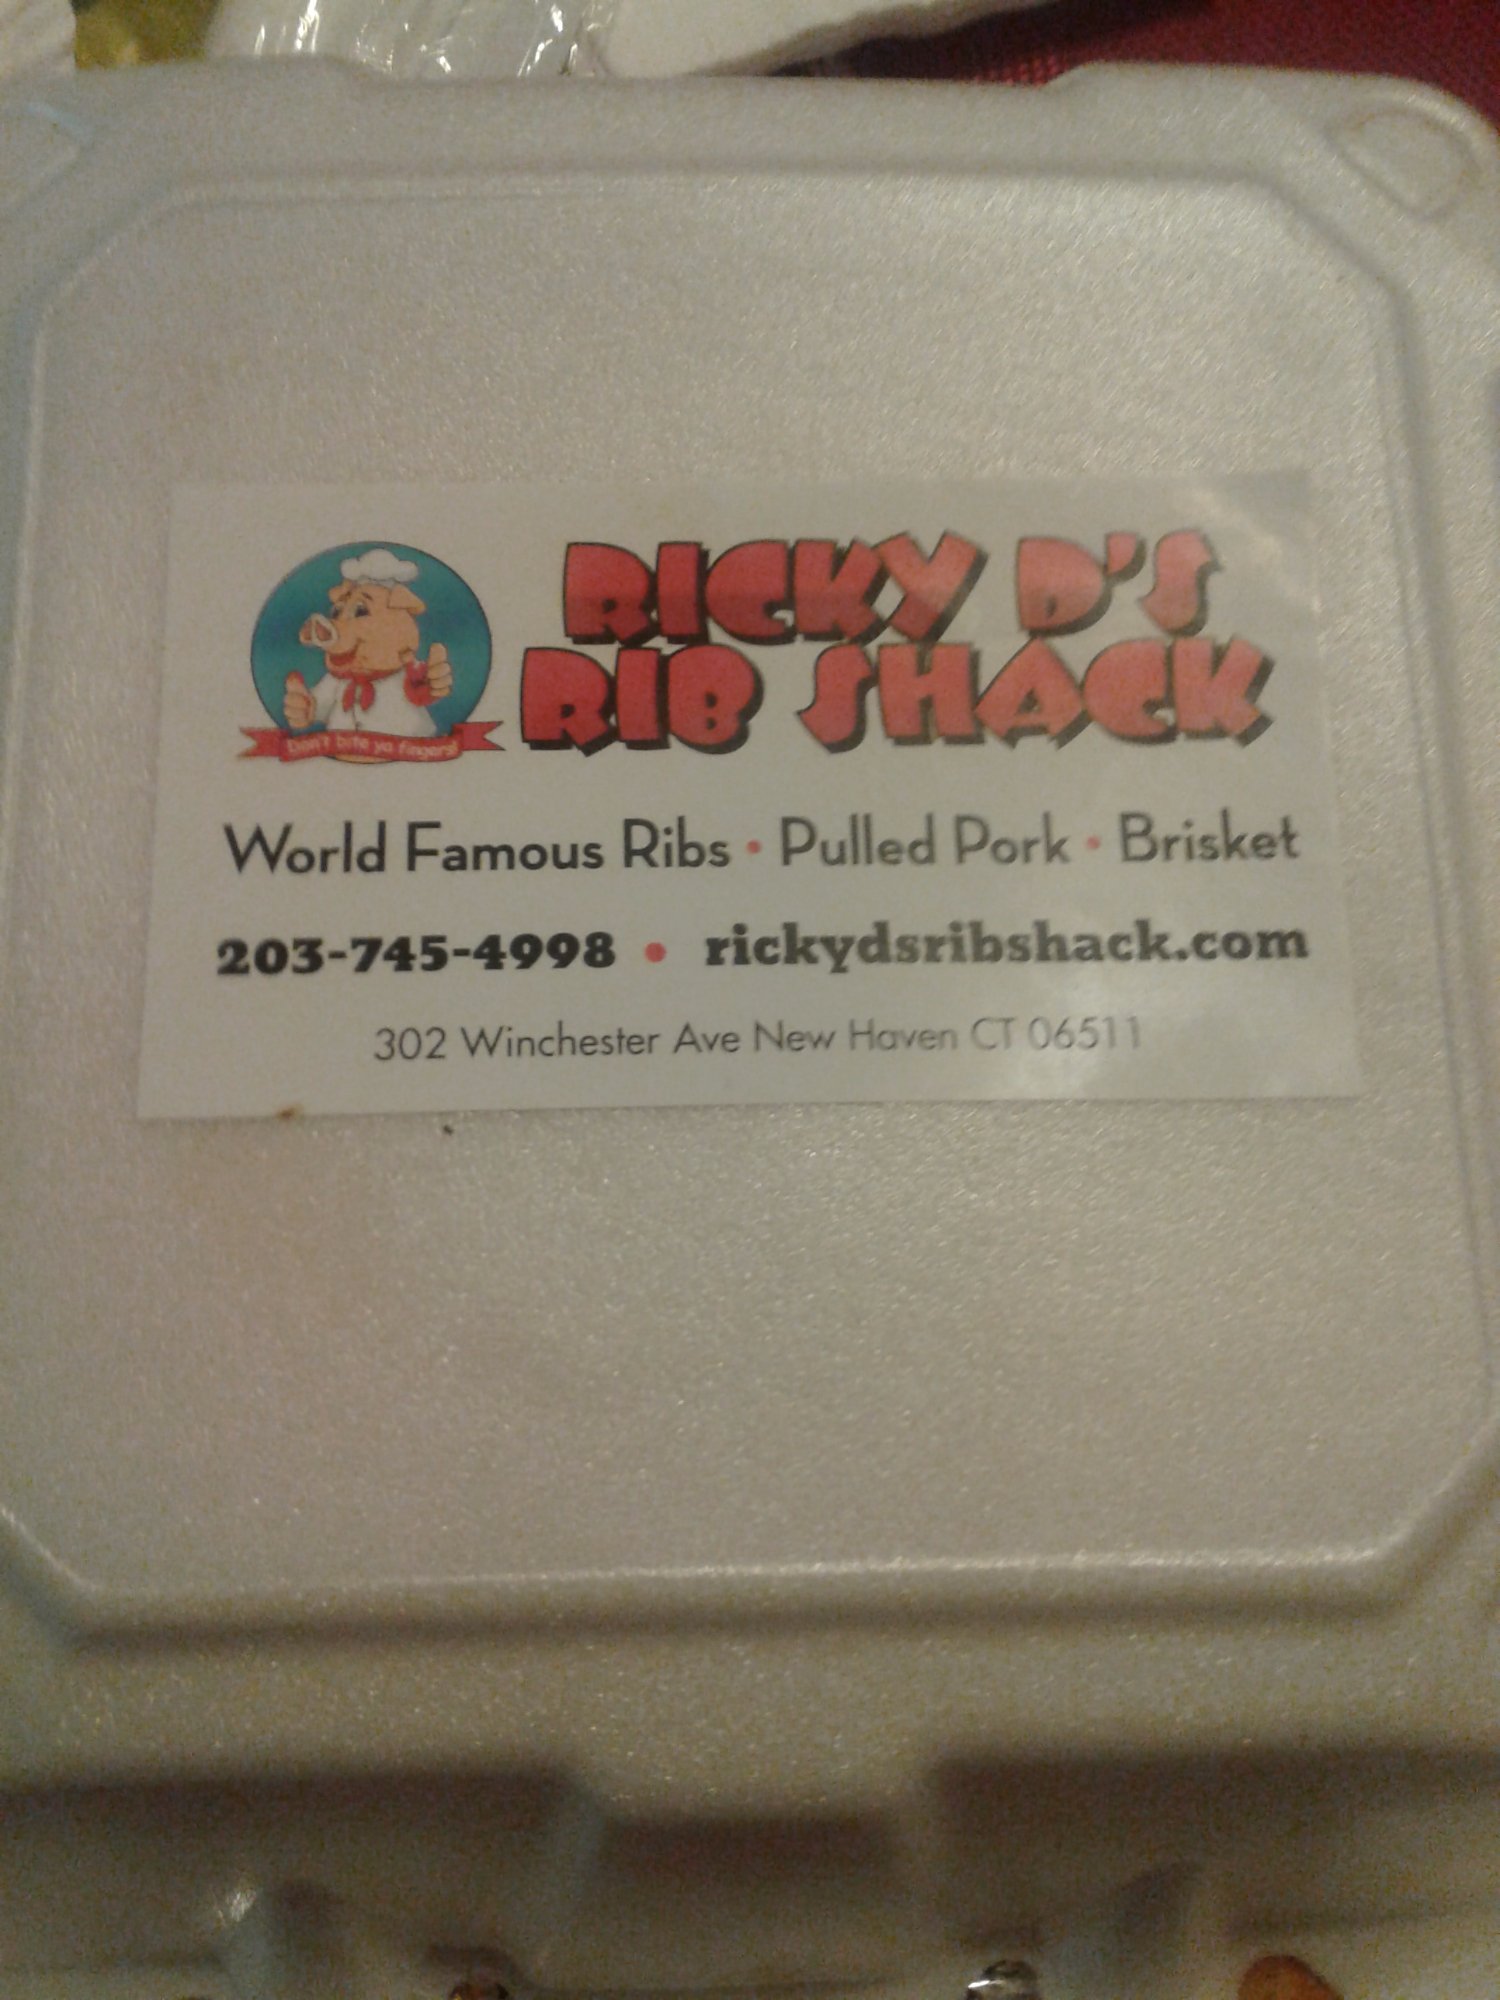 RICKY D'S
RIB SHACK
Don't bite ya fingers!
World Famous Ribs • Pulled Pork • Brisket
203-745-4998 • rickydsribshack.com
302 Winchester Ave New Haven CT 06511